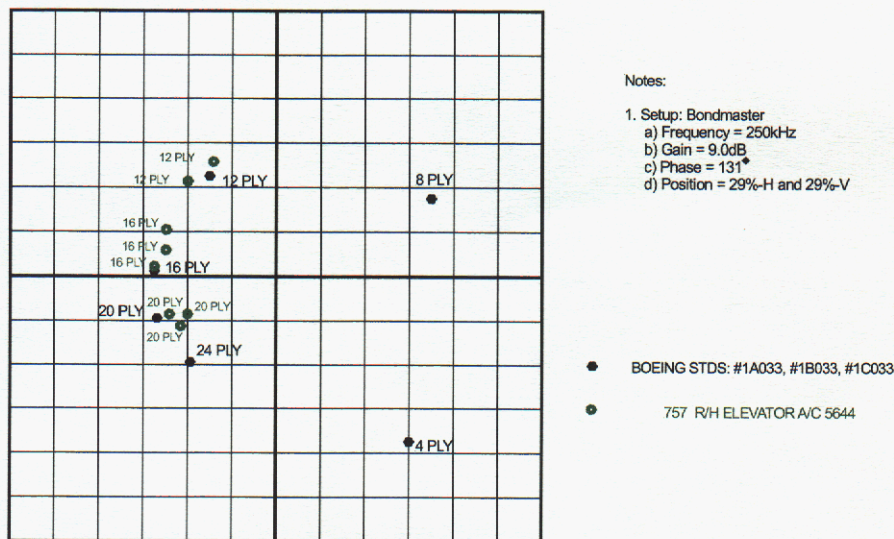 Notes:
1. Setup: Bondmaster
a) Frequency = 250kHz
b) Gain = 9.0dB
c) Phase = 131°
d) Position = 29%-H and 29%-V
12 PLY
12 PLY
12 PLY
8 PLY
16 PLY
16 PLY
16 PLY
16 PLY
20 PLY
20 PLY
20 PLY
20 PLY
24 PLY
4 PLY
BOEING STDS: #1A033, #1B033, #1C033
757 R/H ELEVATOR A/C 5644